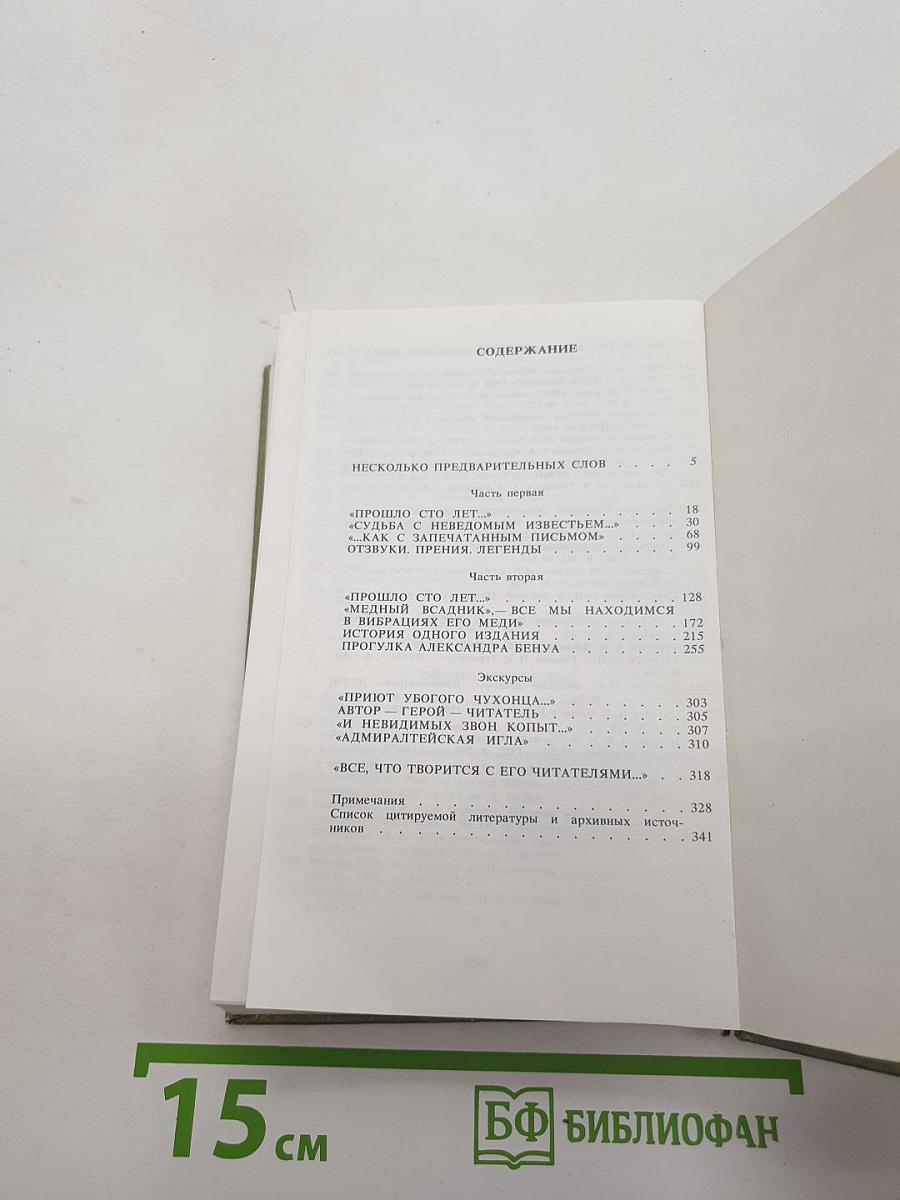 СОДЕРЖАНИЕ
НЕСКОЛЬКО ПРЕДВАРИТЕЛЬНЫХ СЛОВ . . . . 5
Часть первая
«ПРОШЛО СТО ЛЕТ...» . . . . . . . . . . . 18
«СУДЬБА С НЕВЕДОМЫМ ИЗВЕСТЬЕМ...» . . . . 30
«...КАК С ЗАПЕЧАТАННЫМ ПИСЬМОМ» . . . . 68
ОТЗВУКИ. ПРЕНИЯ. ЛЕГЕНДЫ . . . . . . . . 99
Часть вторая
«ПРОШЛО СТО ЛЕТ...» . . . . . . . . . . . 128
«МЕДНЫЙ ВСАДНИК»,— ВСЕ МЫ НАХОДИМСЯ
В ВИБРАЦИЯХ ЕГО МЕДИ» . . . . . . . . . 172
ИСТОРИЯ ОДНОГО ИЗДАНИЯ . . . . . . . . 215
ПРОГУЛКА АЛЕКСАНДРА БЕНУА . . . . . . . 255
Экскурсы
«ПРИЮТ УБОГОГО ЧУХОНЦА...» . . . . . . . 303
АВТОР — ГЕРОЙ — ЧИТАТЕЛЬ . . . . . . . . 305
«И НЕВИДИМЫХ ЗВОН КОПЫТ...» . . . . . . 307
«АДМИРАЛТЕЙСКАЯ ИГЛА» . . . . . . . . 310
«ВСЕ, ЧТО ТВОРИТСЯ С ЕГО ЧИТАТЕЛЯМИ...» . . 318
Примечания . . . . . . . . . . . . . . . . 328
Список цитируемой литературы и архивных источ-
ников . . . . . . . . . . . . . . . . . . 341
15 см
БФ БИБЛИОФАН